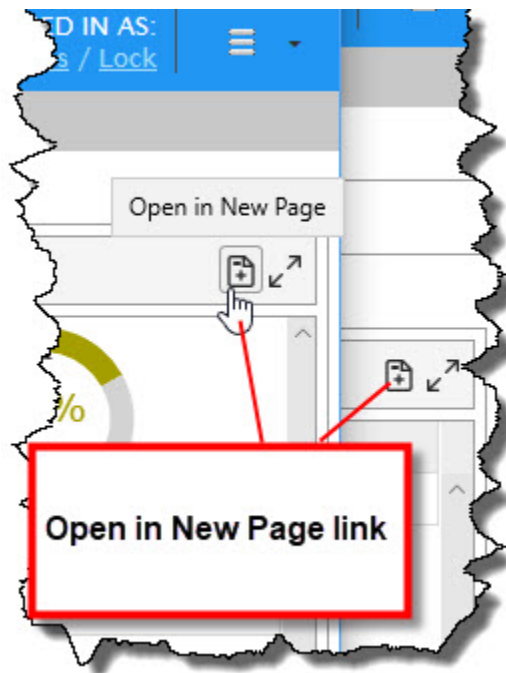 ED IN AS:
s / Lock
Open in New Page
%
Open in New Page link